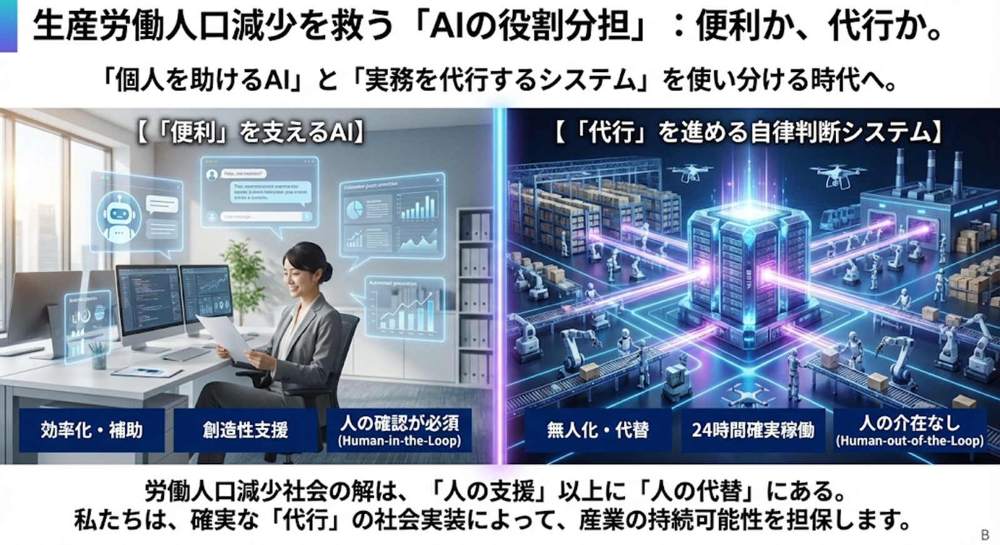 生産労働人口減少を救う「AIの役割分担」：便利か、代行か。
「個人を助けるAI」と「実務を代行するシステム」を使い分ける時代へ。
【「便利」を支えるAI】
効率化・補助
創造性支援
人の確認が必須
(Human-in-the-Loop)
【「代行」を進める自律判断システム】
無人化・代替
24時間確実稼働
人の介在なし
(Human-out-of-the-Loop)
労働人口減少社会の解は、「人の支援」以上に「人の代替」にある。
私たちは、確実な「代行」の社会実装によって、産業の持続可能性を担保します。
B